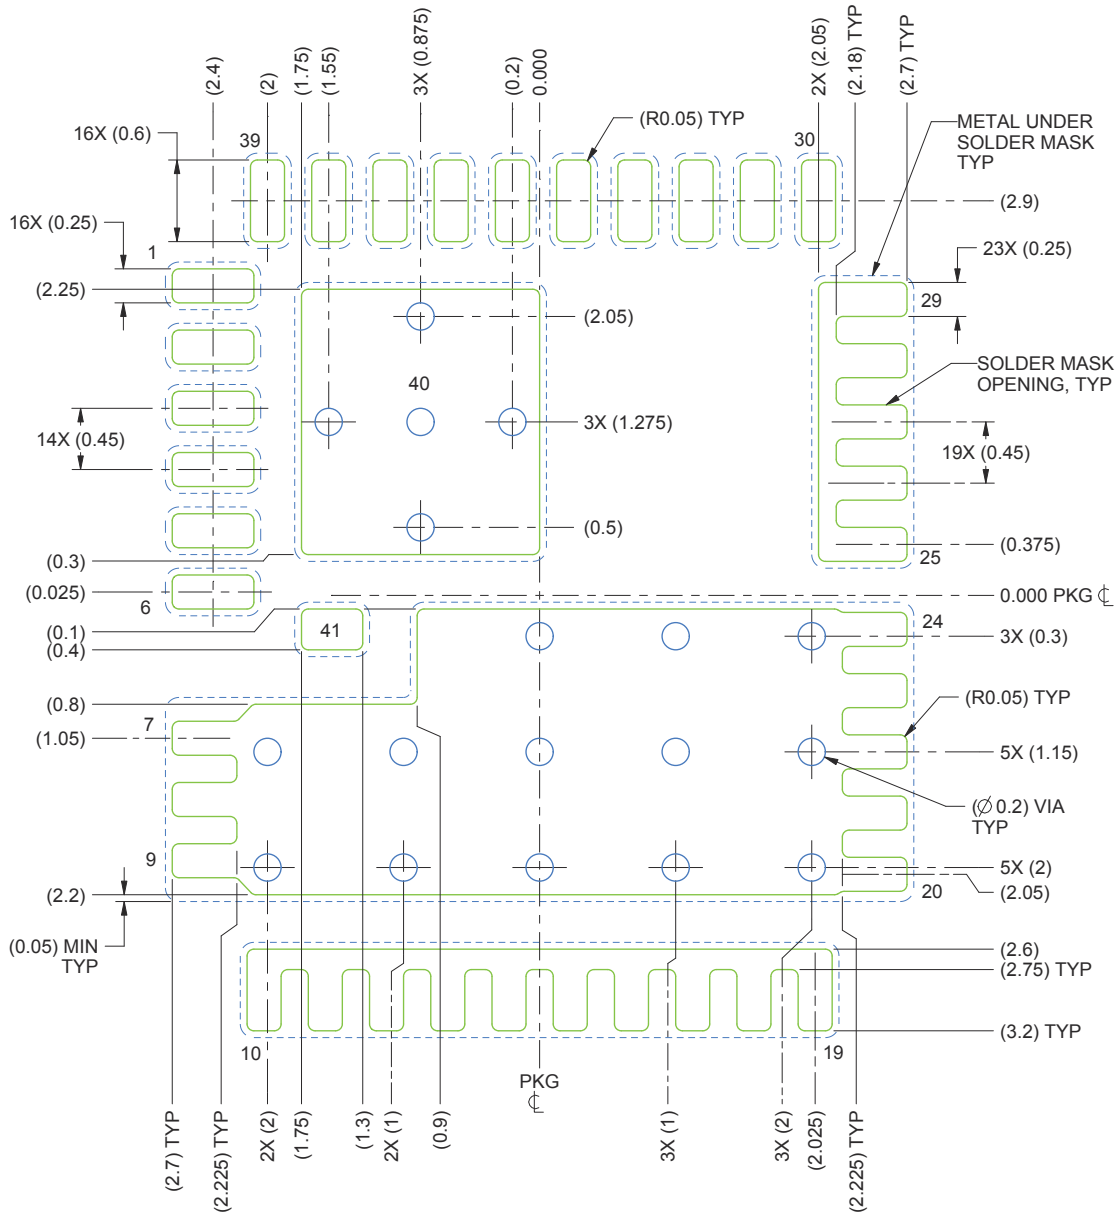 (2.4)
(2)
(1.75)
(1.55)
3X (0.875)
(0.2)
0.000
2X (2.05)
(2.18) TYP
(2.7) TYP
16X (0.6)
39
(R0.05) TYP
30
METAL UNDER
SOLDER MASK
TYP
(2.9)
16X (0.25)
1
23X (0.25)
(2.25)
29
(2.05)
SOLDER MASK
OPENING, TYP
40
3X (1.275)
14X (0.45)
19X (0.45)
(0.5)
(0.375)
25
(0.3)
(0.025)
6
0.000 PKG ℄
(0.1)
41
24
3X (0.3)
(0.4)
(0.8)
7
(R0.05) TYP
(1.05)
5X (1.15)
(∅ 0.2) VIA
TYP
9
5X (2)
(2.2)
20
(2.05)
(0.05) MIN
TYP
(2.6)
(2.75) TYP
10
19
(3.2) TYP
PKG
℄
(2.7) TYP
(2.225) TYP
2X (2)
(1.75)
(1.3)
2X (1)
(0.9)
3X (1)
3X (2)
(2.025)
(2.225) TYP